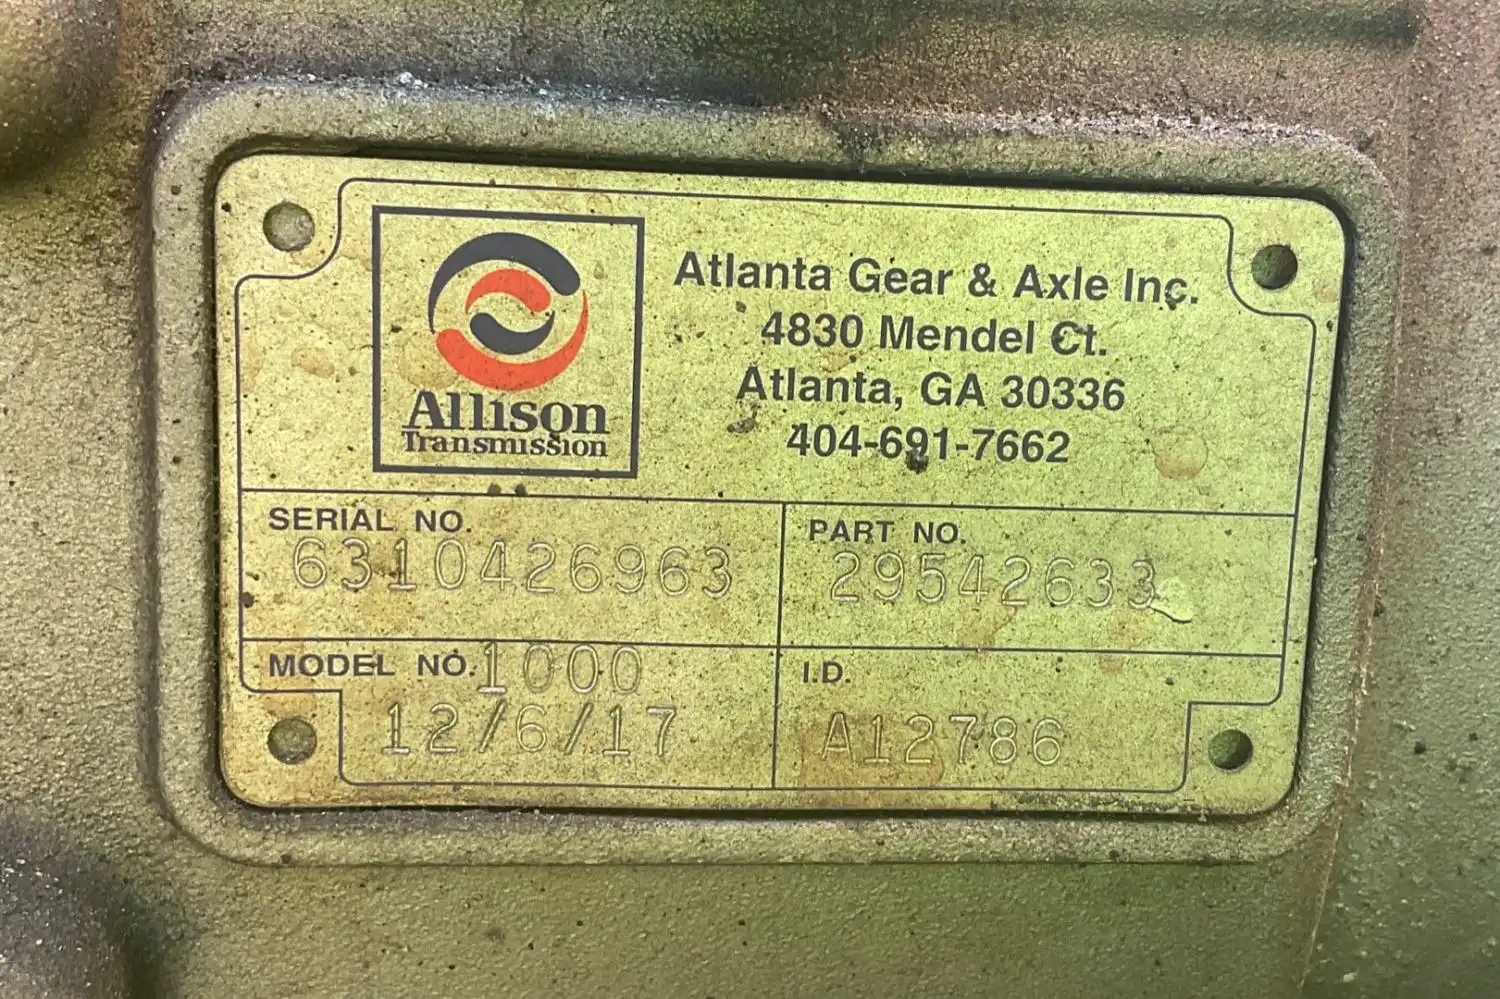 Allison
Transmission
Atlanta Gear & Axle Inc.
4830 Mendel Ct.
Atlanta, GA 30336
404-691-7662
SERIAL NO.
6310426963
PART NO.
29542633
MODEL NO. 1000
12/6/17
I.D.
A12786